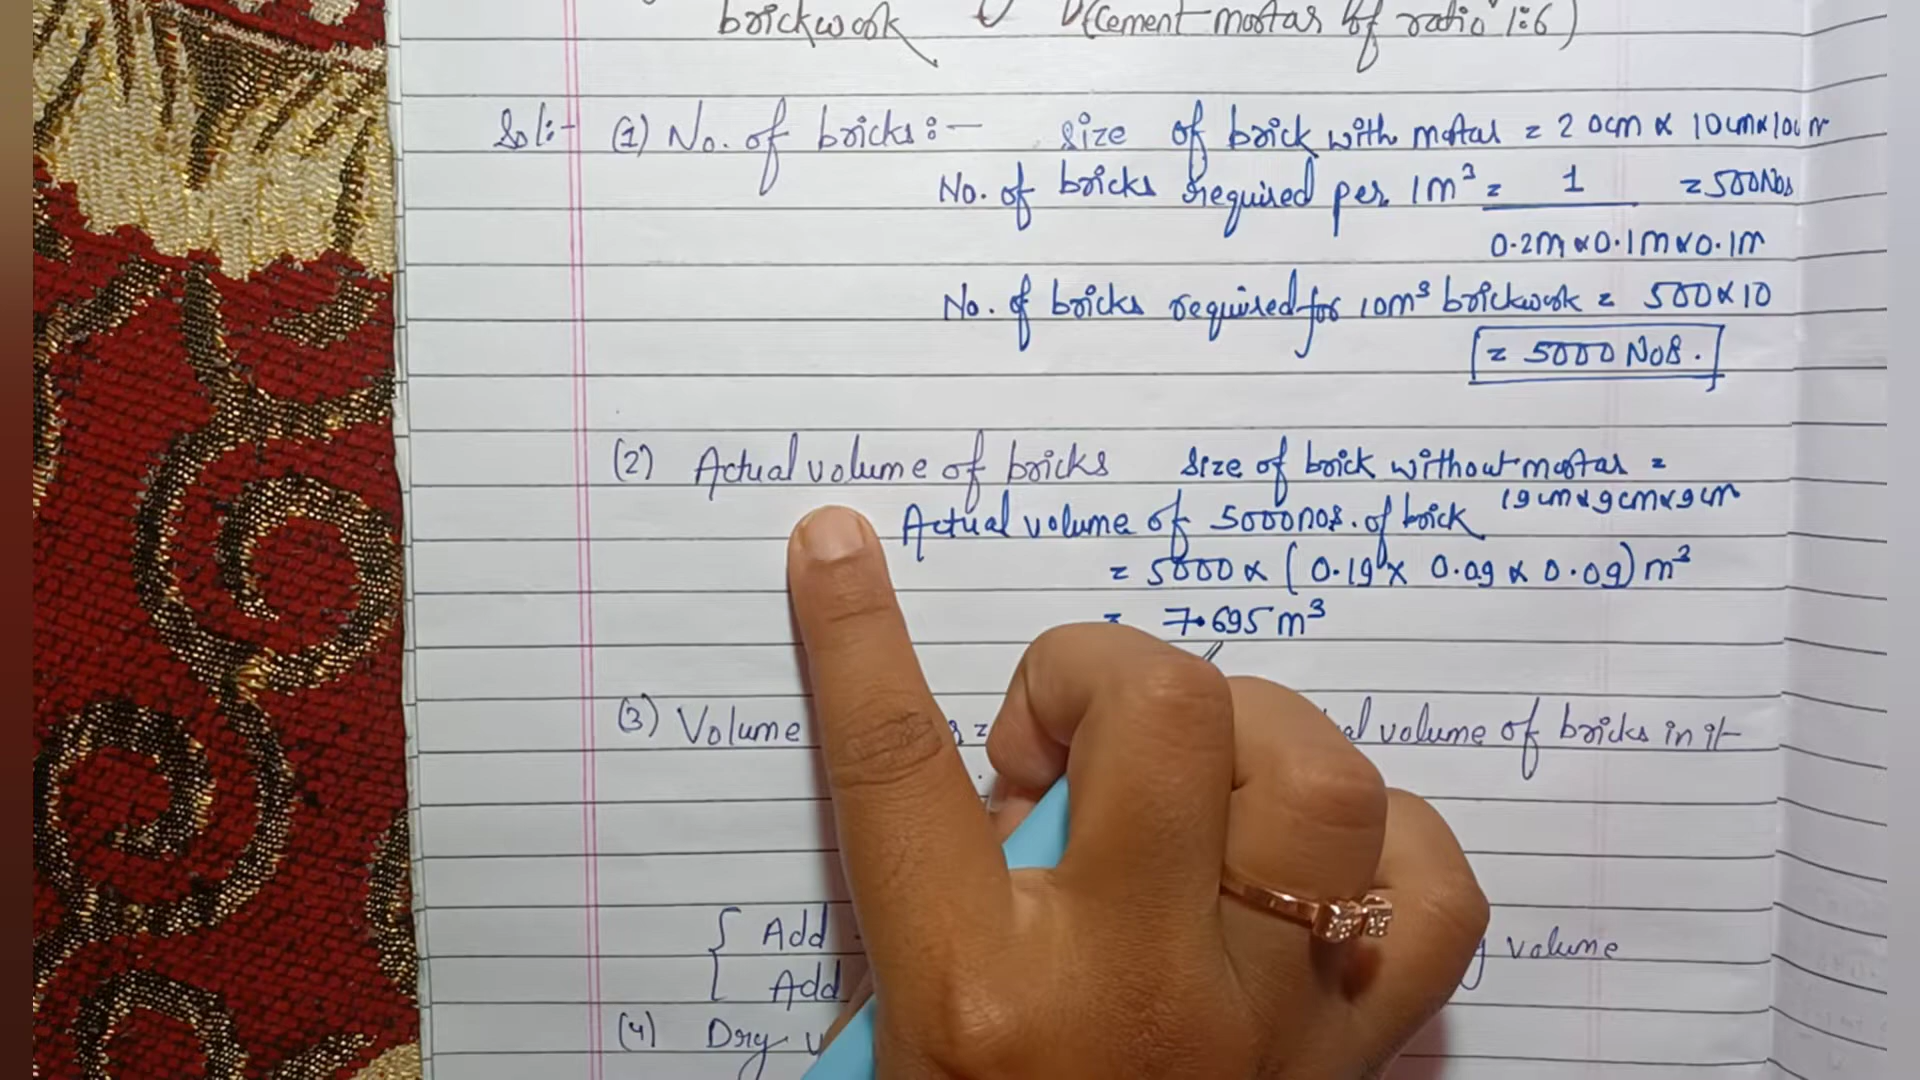 brickwork (Cement mortar of ratio 1:6)
Sol:- (1) No. of bricks:- size of brick with mortar = 20cm x 10cmx10cm
No. of bricks required per 1m³ = 1 = 500Nos
0.2m x 0.1m x 0.1m
No. of bricks required for 10m³ brickwork = 500 x 10
= 5000 Nos.
(2) Actual volume of bricks size of brick without mortar =
19cm x 9cm x 9cm
Actual volume of 5000nos. of brick
= 5000 x (0.19 x 0.09 x 0.09) m³
= 7.695 m³
(3) Volume = volume of bricks in it
{ Add volume
Add
(4) Dry